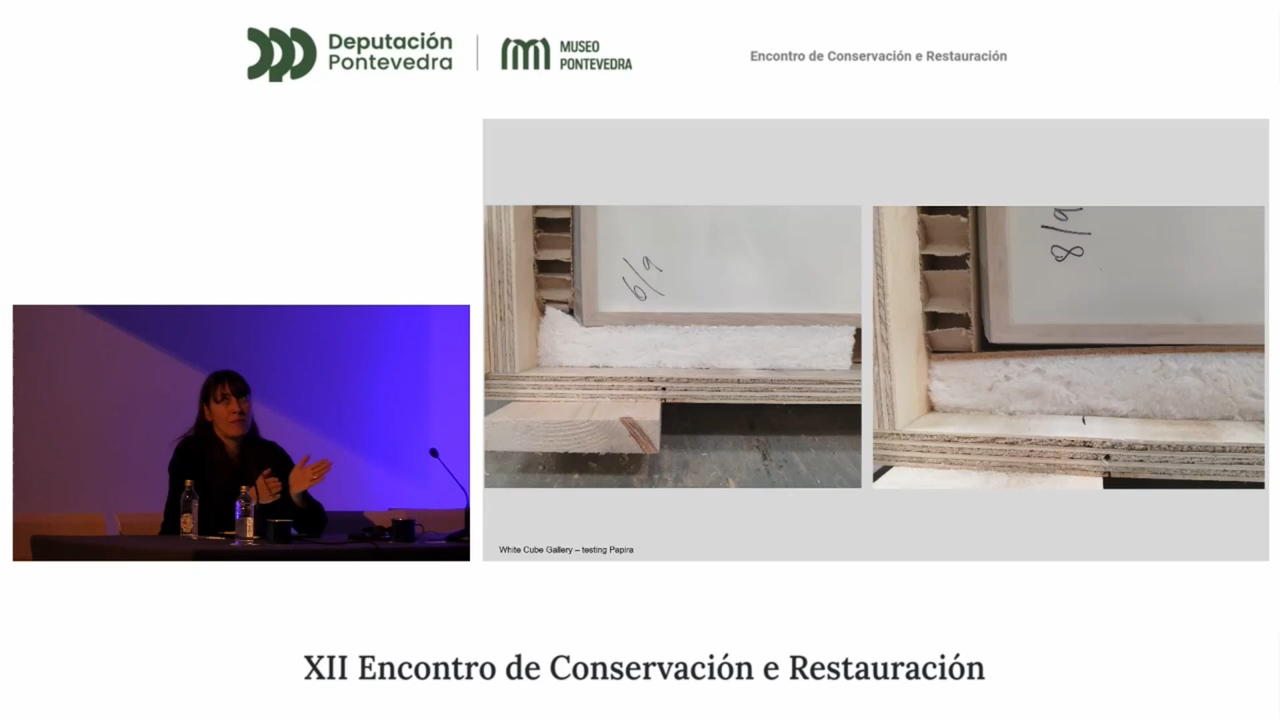 Deputación
Pontevedra
MUSEO
PONTEVEDRA
Encontro de Conservación e Restauración
6/9
8/9
White Cube Gallery – testing Papira
XII Encontro de Conservación e Restauración